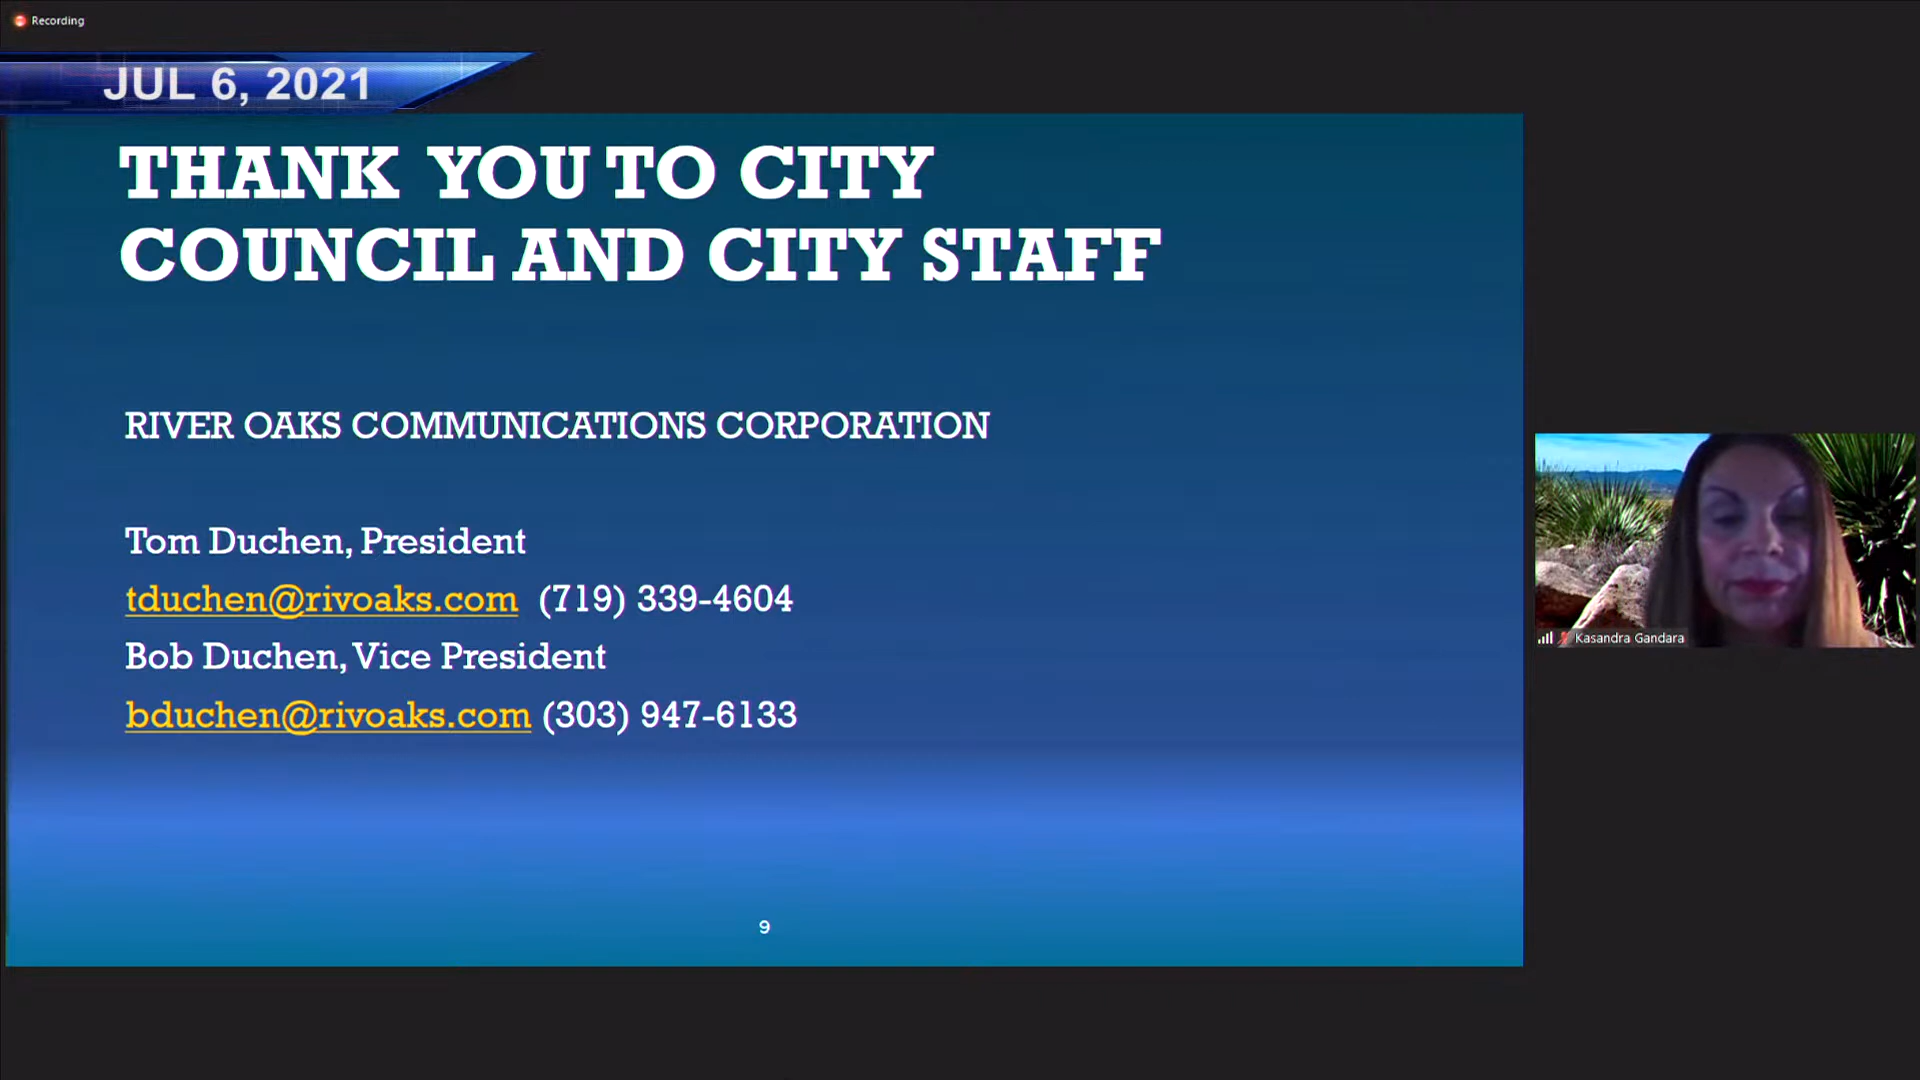 Recording
JUL 6, 2021
THANK YOU TO CITY
COUNCIL AND CITY STAFF
RIVER OAKS COMMUNICATIONS CORPORATION
Tom Duchen, President
tduchen@rivoaks.com (719) 339-4604
Bob Duchen, Vice President
bduchen@rivoaks.com (303) 947-6133
Kasandra Gandara
9